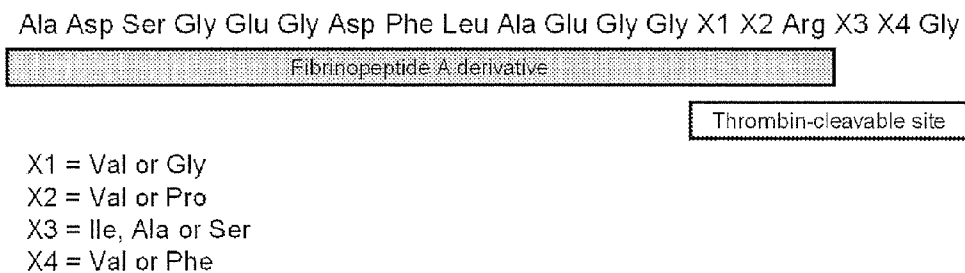 Ala Asp Ser Gly Glu Gly Asp Phe Leu Ala Glu Gly Gly X1 X2 Arg X3 X4 Gly
Fibrinopeptide A derivative
Thrombin-cleavable site
X1 = Val or Gly
X2 = Val or Pro
X3 = Ile, Ala or Ser
X4 = Val or Phe